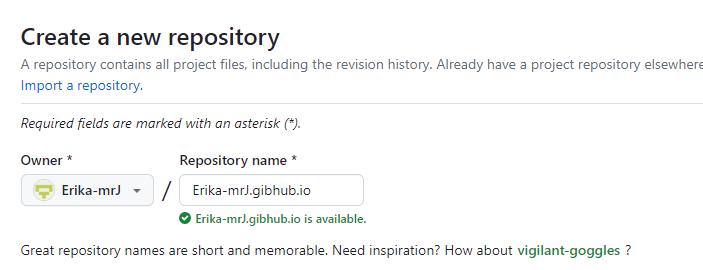 Create a new repository
A repository contains all project files, including the revision history. Already have a project repository elsewhere
Import a repository.
Required fields are marked with an asterisk (*).
Owner * Repository name *
Erika-mrJ / Erika-mrJ.gibhub.io
Erika-mrJ.gibhub.io is available.
Great repository names are short and memorable. Need inspiration? How about vigilant-goggles ?